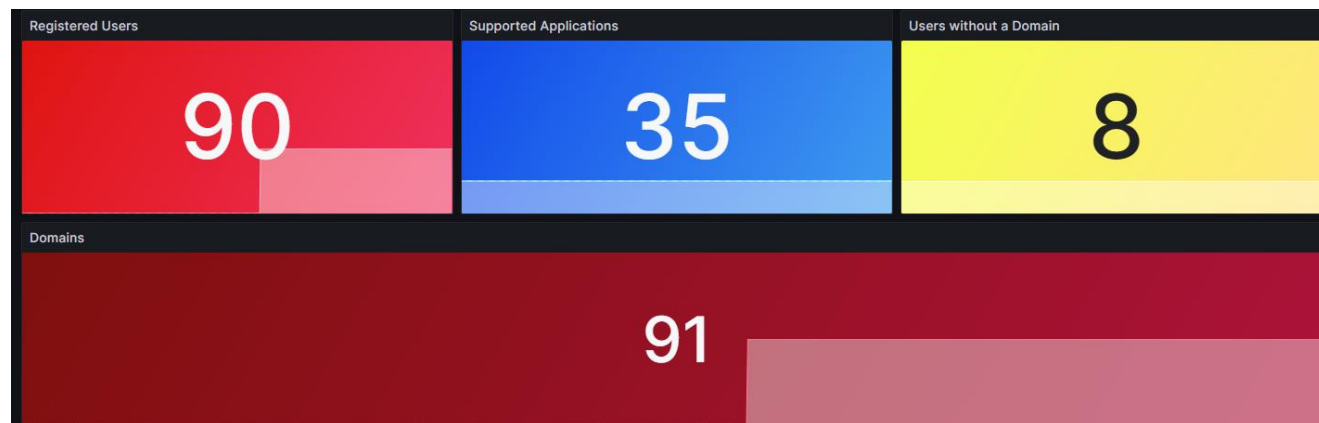 Registered Users
90
Supported Applications
35
Users without a Domain
8
Domains
91